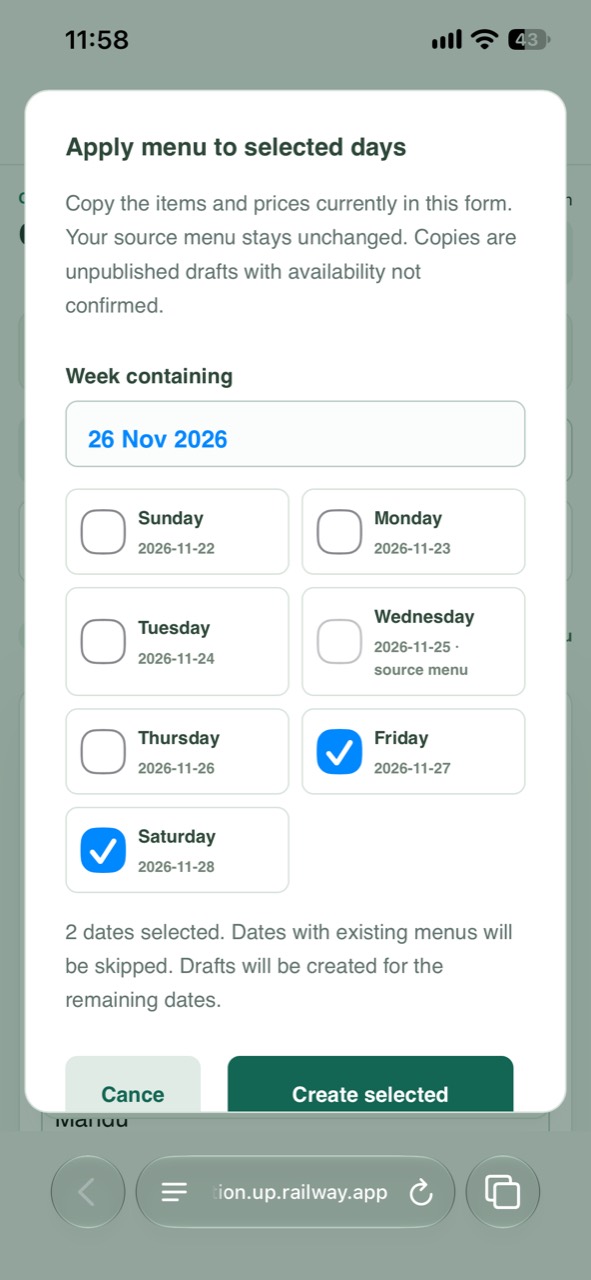 11:58
43
Apply menu to selected days
Copy the items and prices currently in this form.
Your source menu stays unchanged. Copies are
unpublished drafts with availability not
confirmed.
Week containing
26 Nov 2026
Sunday
2026-11-22
Monday
2026-11-23
Tuesday
2026-11-24
Wednesday
2026-11-25 ·
source menu
Thursday
2026-11-26
Friday
2026-11-27
Saturday
2026-11-28
2 dates selected. Dates with existing menus will
be skipped. Drafts will be created for the
remaining dates.
Cance
Create selected
ion.up.railway.app